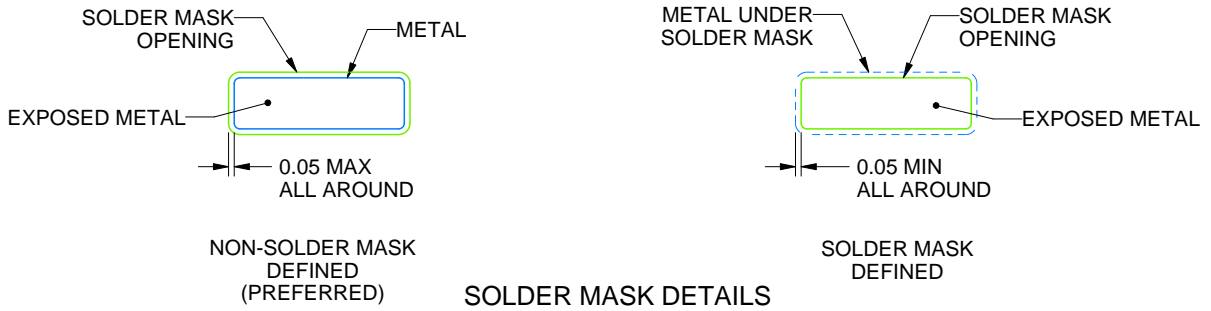 SOLDER MASK
OPENING
METAL
EXPOSED METAL
0.05 MAX
ALL AROUND
NON-SOLDER MASK
DEFINED
(PREFERRED)
METAL UNDER
SOLDER MASK
SOLDER MASK
OPENING
EXPOSED METAL
0.05 MIN
ALL AROUND
SOLDER MASK
DEFINED
SOLDER MASK DETAILS